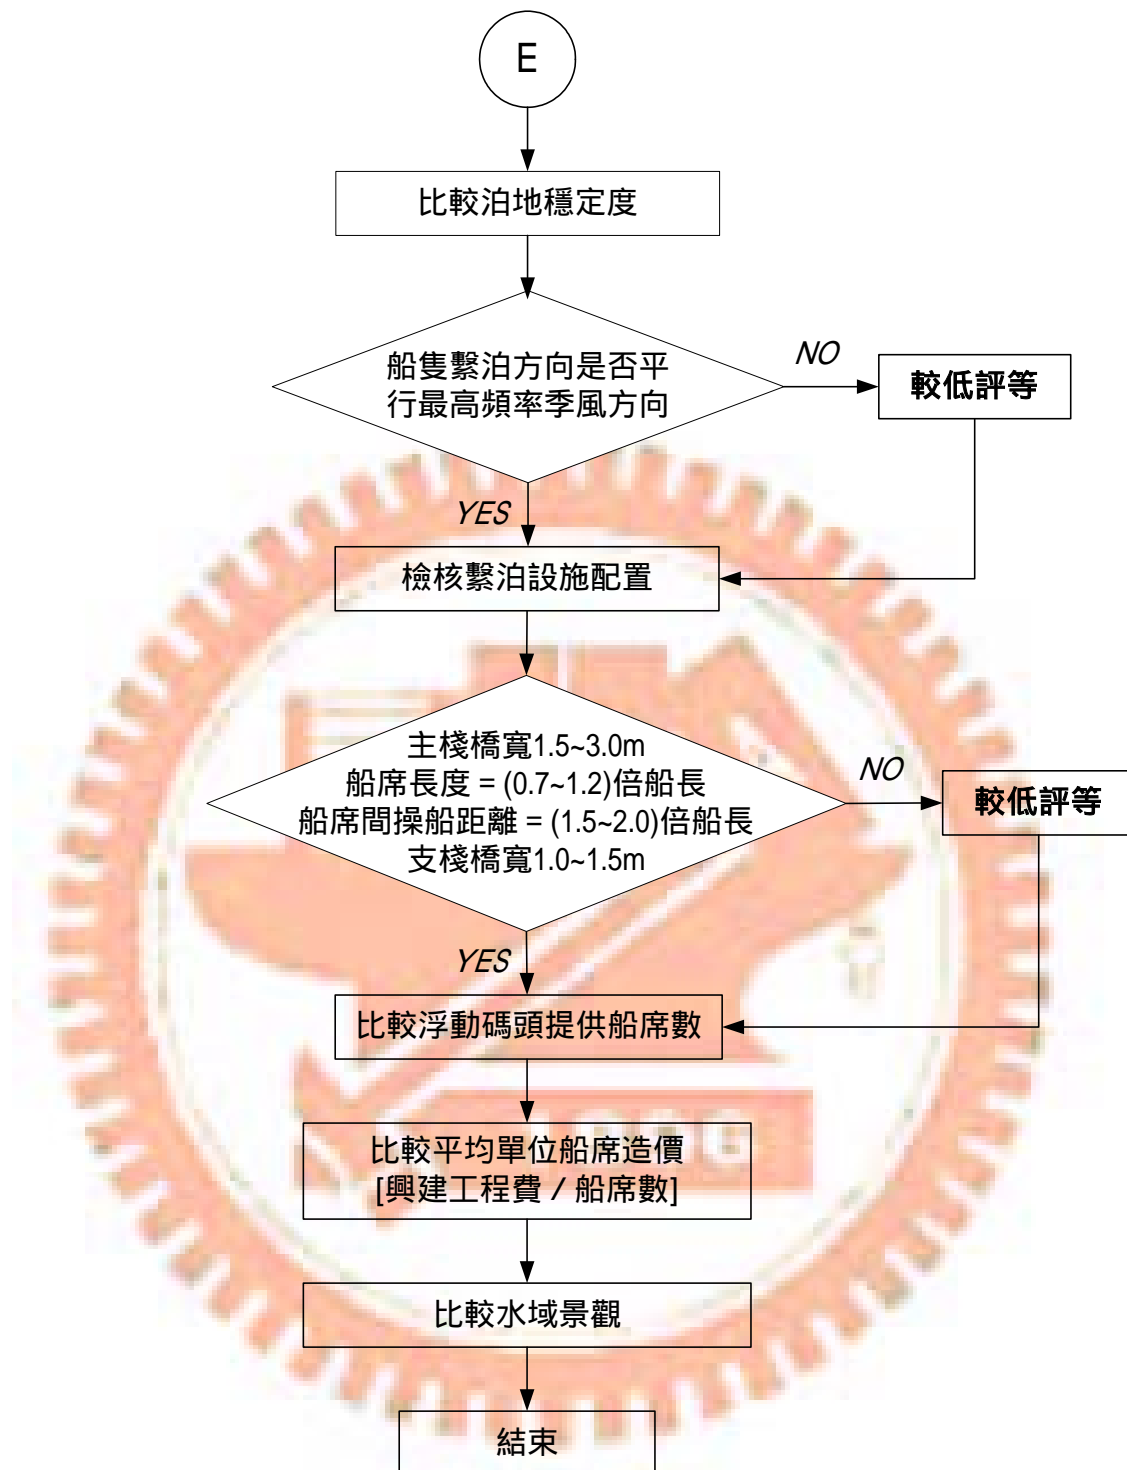 E
比較泊地穩定度
船隻繫泊方向是否平
行最高頻率季風方向
NO
較低評等
YES
檢核繫泊設施配置
主棧橋寬1.5~3.0m
船席長度 = (0.7~1.2)倍船長
船席間操船距離 = (1.5~2.0)倍船長
支棧橋寬1.0~1.5m
NO
較低評等
YES
比較浮動碼頭提供船席數
比較平均單位船席造價
[興建工程費 / 船席數]
比較水域景觀
結束